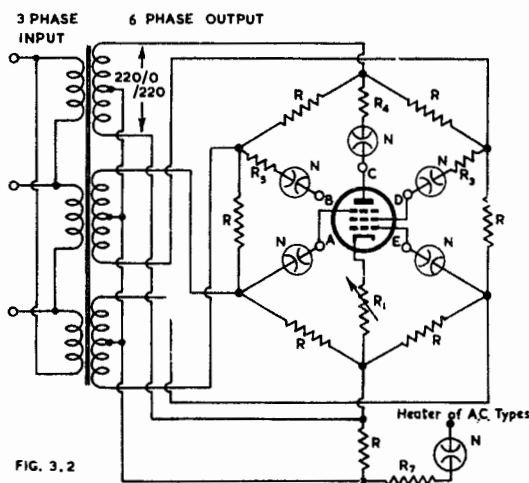 3 PHASE
INPUT
6 PHASE OUTPUT
220/0
/220
R
R
R4
N
C
R5
N
B
D
N
R3
R
R
N
A
E
N
R1
R
R
Heater of A.C. Types
N
R
R7
FIG. 3.2